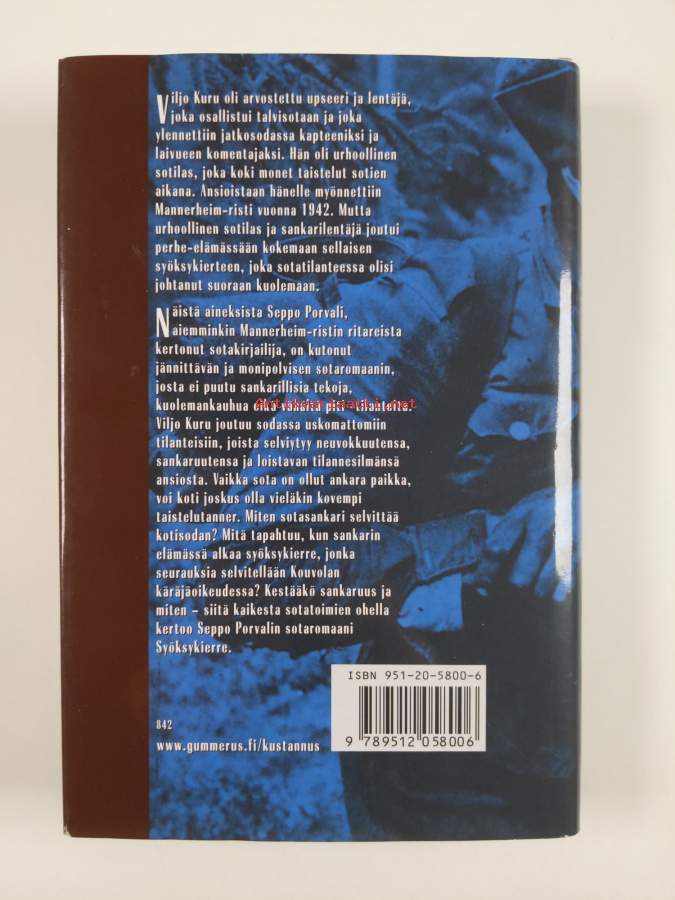 Viljo Kuru oli arvostettu upseeri ja lentäjä,
joka osallistui talvisotaan ja joka
ylennettiin jatkosodassa kapteeniksi ja
laivueen komentajaksi. Hän oli urhoollinen
sotilas, joka koki monet taistelut sotien
aikana. Ansioistaan hänelle myönnettiin
Mannerheim-risti vuonna 1942. Mutta
urhoollinen sotilas ja sankarilentäjä joutui
perhe-elämässään kokemaan sellaisen
syöksykierteen, joka sotatilanteessa olisi
johtanut suoraan kuolemaan.
Näistä aineksista Seppo Porvali,
aiemminkin Mannerheim-ristin ritareista
kertonut sotakirjailija, on kutonut
jännittävän ja monipolvisen sotaromaanin,
josta ei puutu sankarillisia tekoja,
kuolemankauhua eikä tilanteita.
Antikvariaatti.net
Viljo Kuru joutuu sodassa uskomattomiin
tilanteisiin, joista selviytyy neuvokkuutensa,
sankaruutensa ja loistavan tilannesilmänsä
ansiosta. Vaikka sota on ollut ankara paikka,
voi koti joskus olla vieläkin kovempi
taistelutanner. Miten sotasankari selvittää
kotisodan? Mitä tapahtuu, kun sankarin
elämässä alkaa syöksykierre, jonka
seurauksia selvitellään Kouvolan
käräjäoikeudessa? Kestääkö sankaruus ja
miten – siitä kaikesta sotatoimien ohella
kertoo Seppo Porvalin sotaromaani
Syöksykierre.
ISBN 951-20-5800-6
9 789512 058006
842
www.gummerus.fi/kustannus